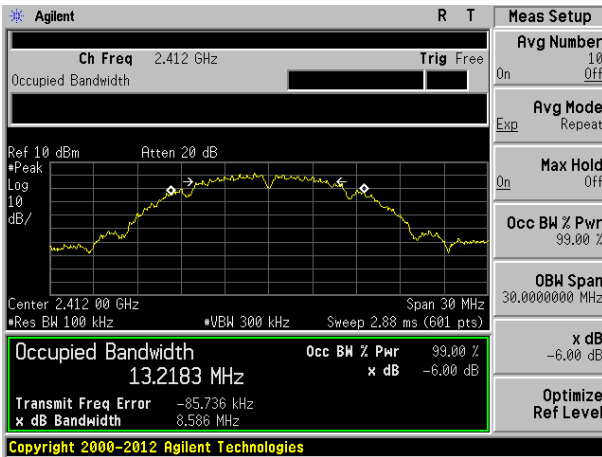 Agilent R T
Ch Freq 2.412 GHz Trig Free
Occupied Bandwidth
Ref 10 dBm Atten 20 dB
#Peak
Log
10
dB/
Center 2.412 00 GHz Span 30 MHz
#Res BW 100 kHz #VBW 300 kHz Sweep 2.88 ms (601 pts)
Occupied Bandwidth Occ BW % Pwr 99.00 %
13.2183 MHz x dB -6.00 dB
Transmit Freq Error -85.736 kHz
x dB Bandwidth 8.586 MHz
Copyright 2000-2012 Agilent Technologies
Meas Setup
Avg Number
10
On Off
Avg Mode
Exp Repeat
Max Hold
On Off
Occ BW % Pwr
99.00 %
OBW Span
30.0000000 MHz
x dB
-6.00 dB
Optimize
Ref Level